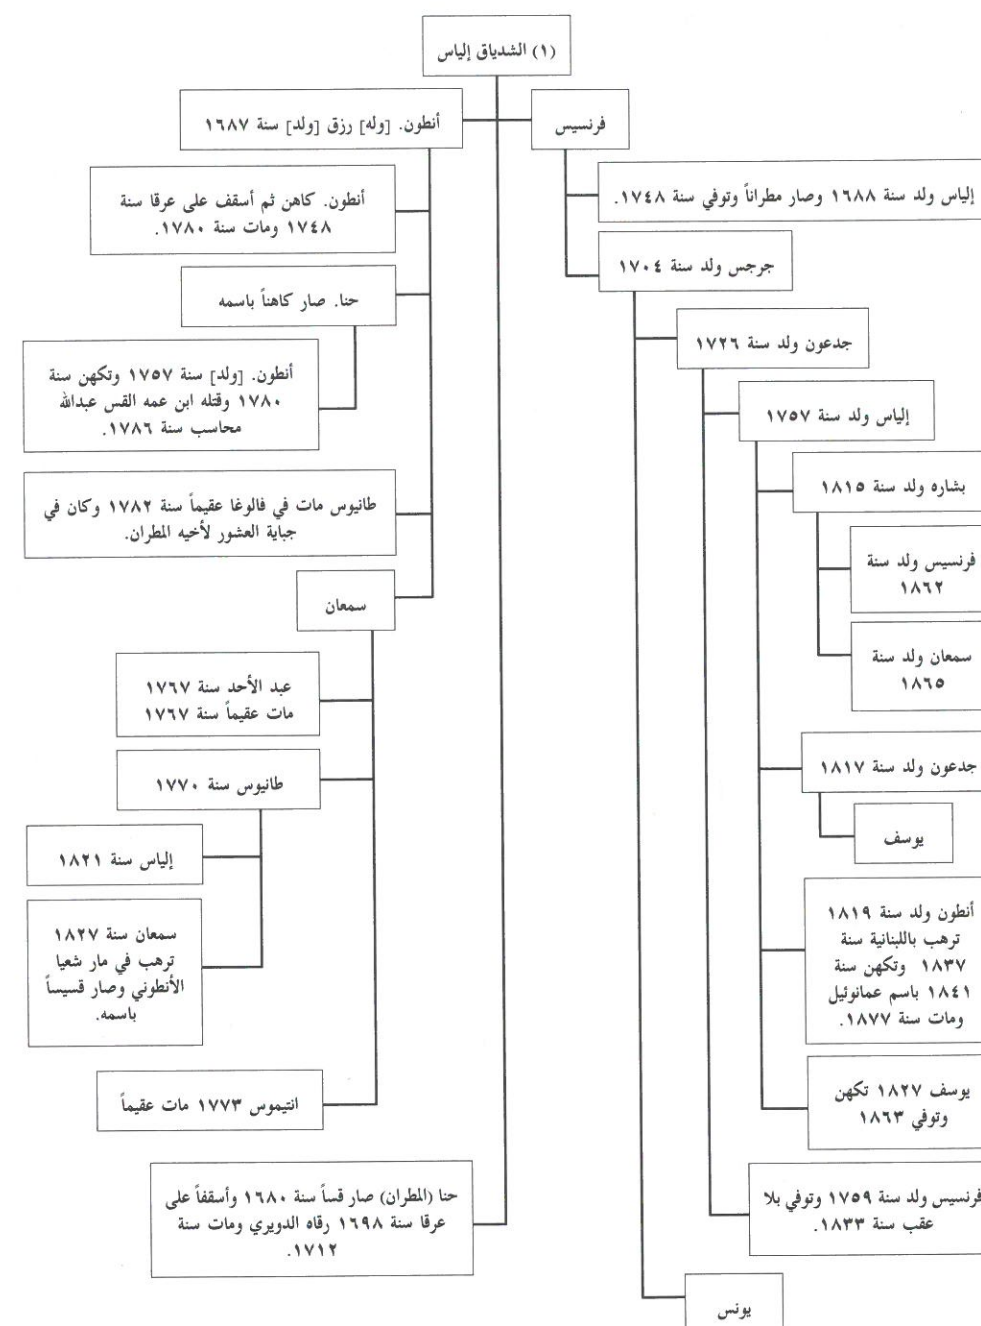 (١) الشدياق إلياس
فرنسيس
إلياس ولد سنة ١٦٨٨ وصار مطراناً وتوفي سنة ١٧٤٨.
جرجس ولد سنة ١٧٠٤
جدعون ولد سنة ١٧٢٦
إلياس ولد سنة ١٧٥٧
بشاره ولد سنة ١٨١٥
فرنسيس ولد سنة
١٨٦٢
سمعان ولد سنة
١٨٦٥
جدعون ولد سنة ١٨١٧
يوسف
أنطون ولد سنة ١٨١٩
ترهب باللبنانية سنة
١٨٣٧ وتكهن سنة
١٨٤١ باسم عمانوئيل
ومات سنة ١٨٧٧.
يوسف ١٨٢٧ تكهن
وتوفي ١٨٦٣
فرنسيس ولد سنة ١٧٥٩ وتوفي بلا
عقب سنة ١٨٣٣.
يونس
أنطون. [وله] رزق [ولد] سنة ١٦٨٧
أنطون. كاهن ثم أسقف على عرقا سنة
١٧٤٨ ومات سنة ١٧٨٠.
حنا. صار كاهناً باسمه
أنطون. [ولد] سنة ١٧٥٧ وتكهن سنة
١٧٨٠ وقتله ابن عمه القس عبدالله
محاسب سنة ١٧٨٦.
طانيوس مات في فالوغا عقيماً سنة ١٧٨٢ وكان في
جباية العشور لأخيه المطران.
سمعان
عبد الأحد سنة ١٧٦٧
مات عقيماً سنة ١٧٦٧
طانيوس سنة ١٧٧٠
إلياس سنة ١٨٢١
سمعان سنة ١٨٢٧
ترهب في مار شعيا
الأنطوني وصار قسيساً
باسمه.
انتيموس ١٧٧٣ مات عقيماً
حنا (المطران) صار قساً سنة ١٦٨٠ وأسقفاً على
عرقا سنة ١٦٩٨ رقاه الدويري ومات سنة
١٧١٢.